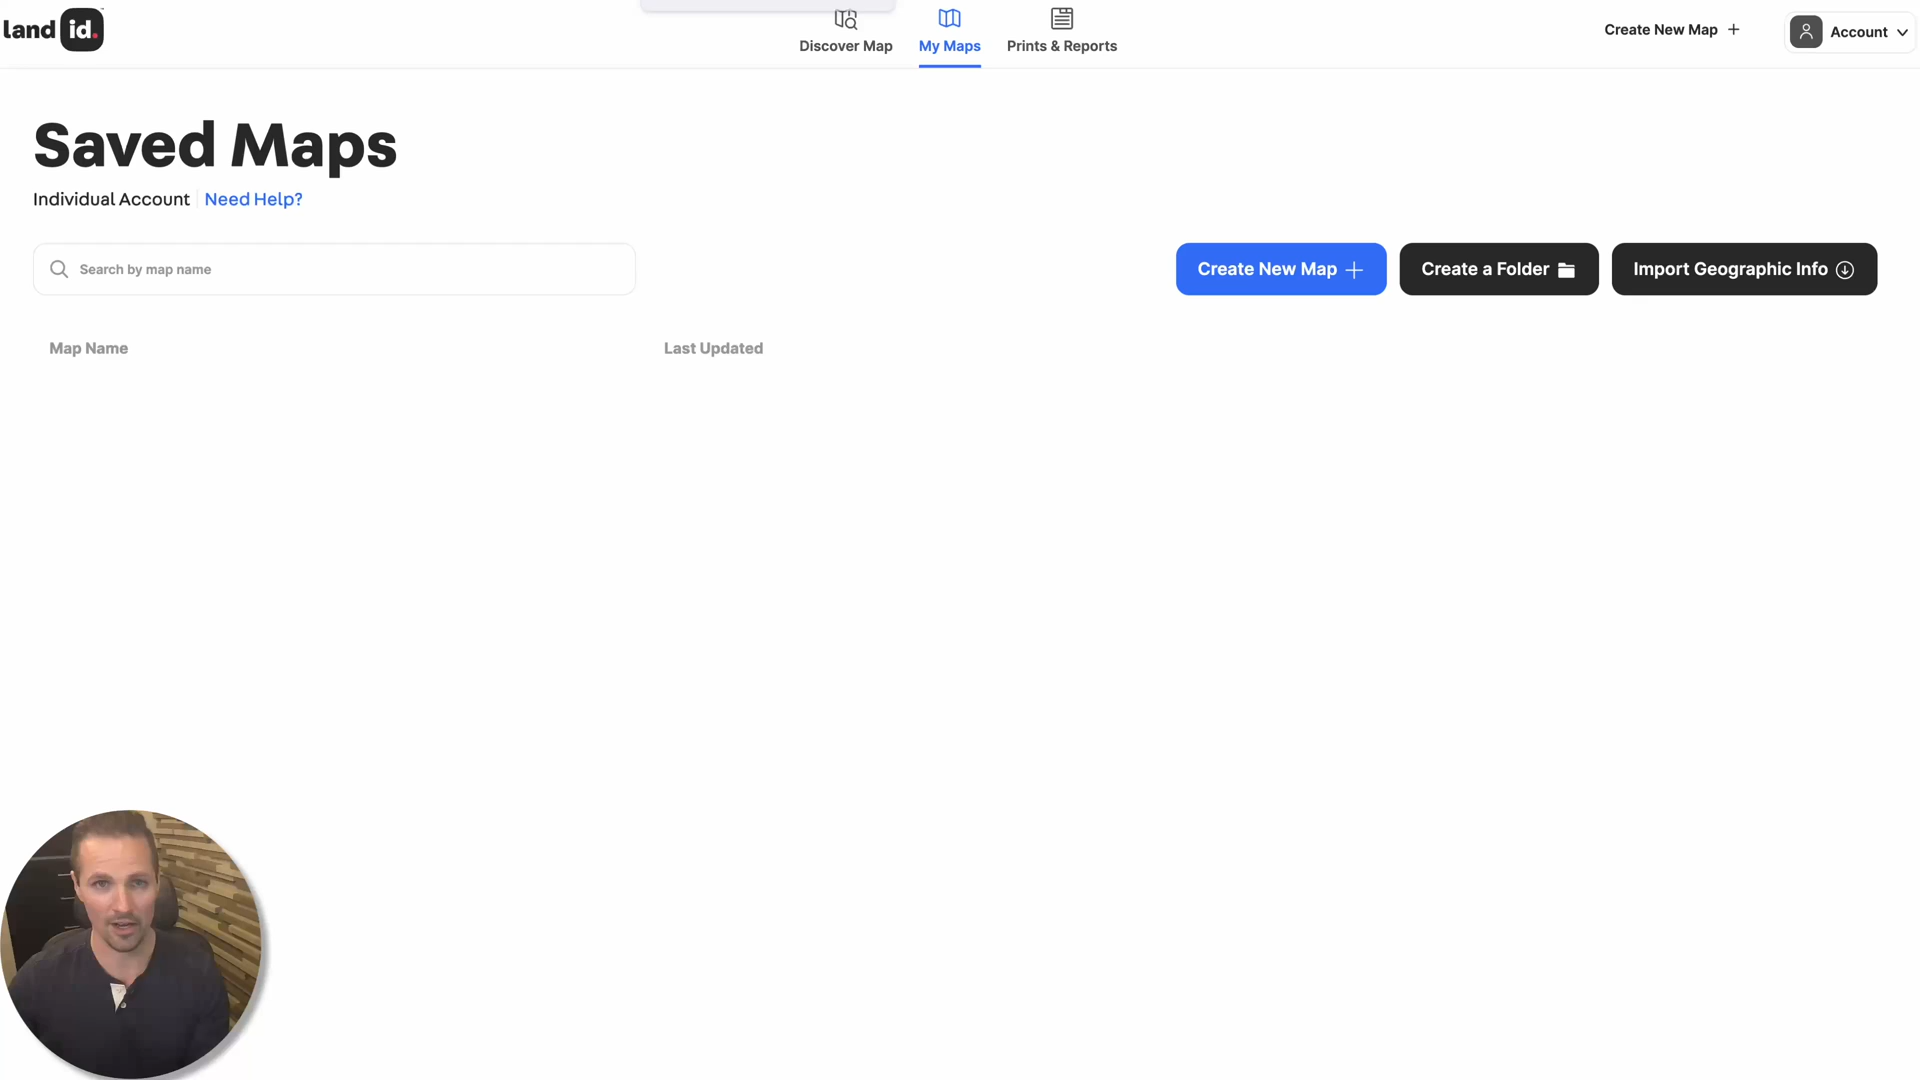 land id.
Discover Map
My Maps
Prints & Reports
Create New Map
Account
Saved Maps
Individual Account
Need Help?
Search by map name
Create New Map
Create a Folder
Import Geographic Info
Map Name
Last Updated